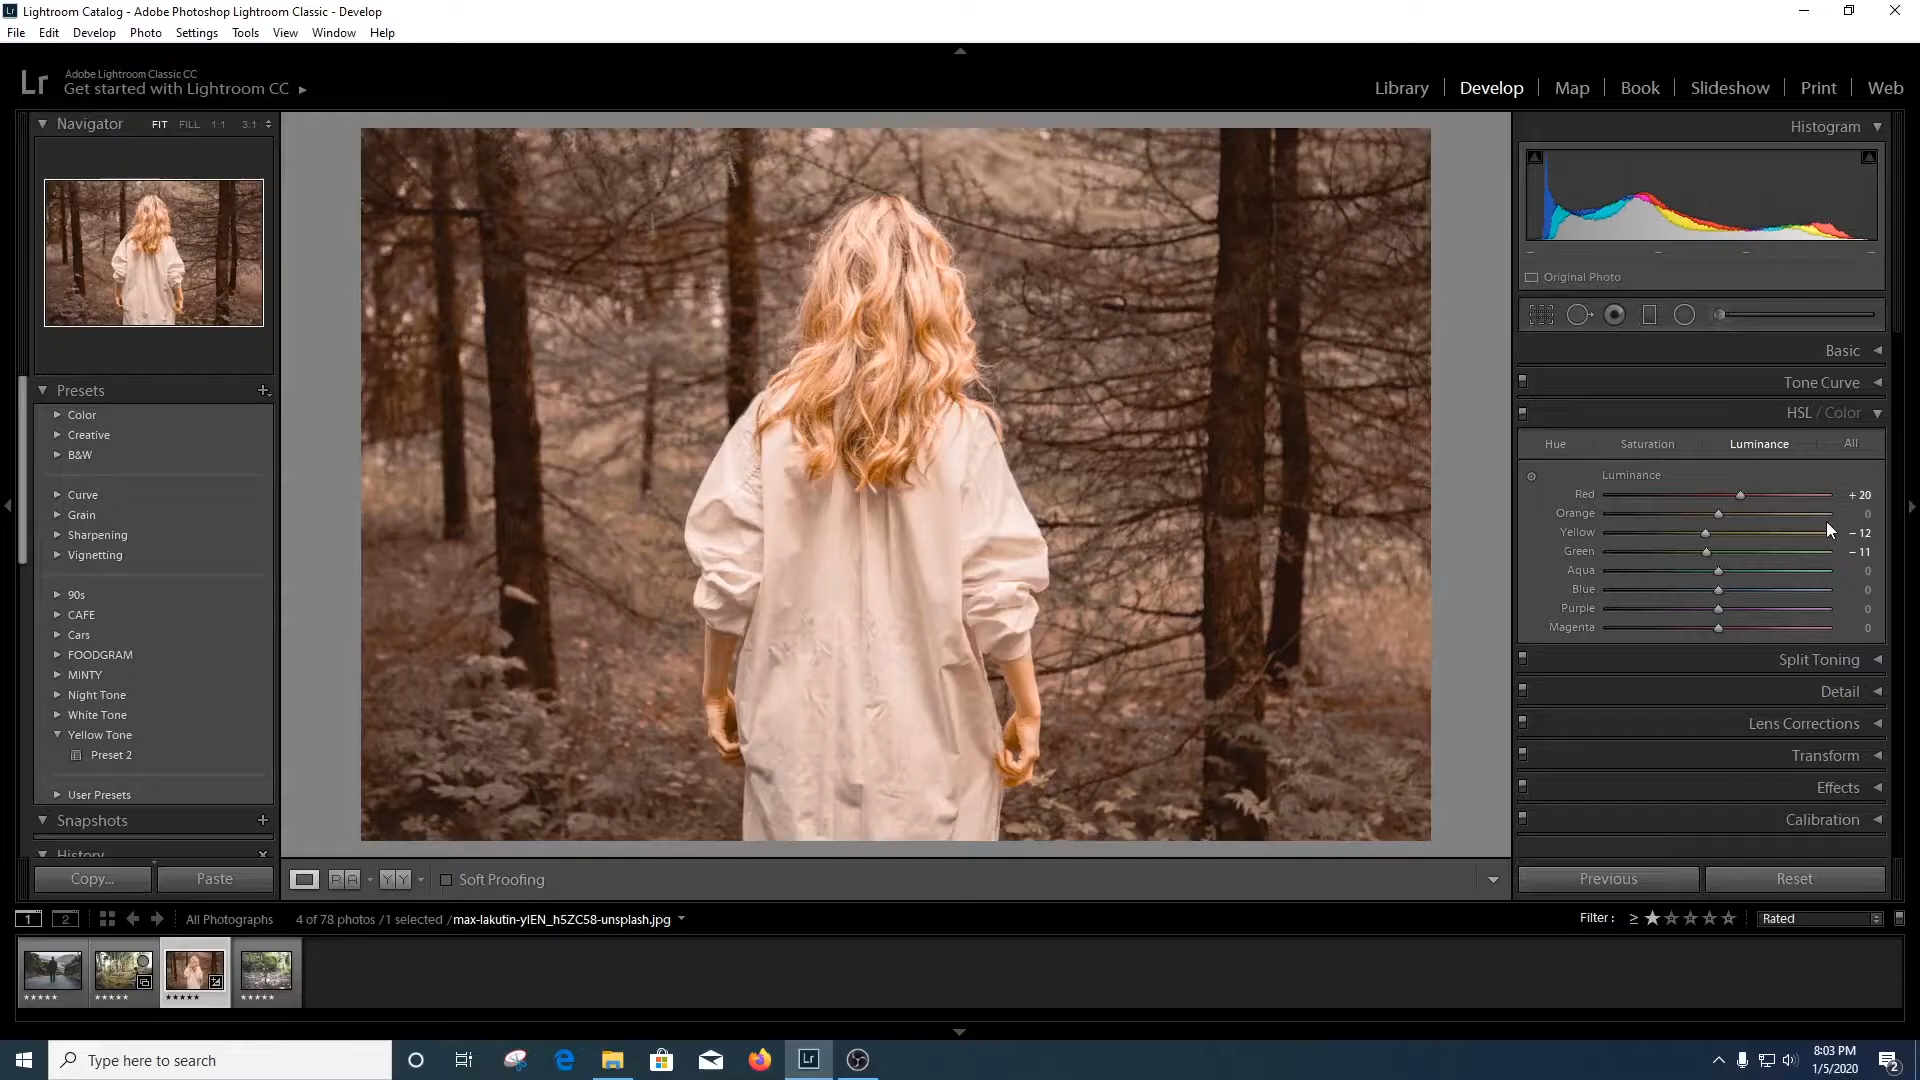 Lr Lightroom Catalog - Adobe Photoshop Lightroom Classic - Develop
File Edit Develop Photo Settings Tools View Window Help
Lr Adobe Lightroom Classic CC
Get started with Lightroom CC
Library Develop Map Book Slideshow Print Web
Navigator FIT FILL 1:1 3:1
Presets
Color
Creative
B&W
Curve
Grain
Sharpening
Vignetting
90s
CAFE
Cars
FOODGRAM
MINTY
Night Tone
White Tone
Yellow Tone
Preset 2
User Presets
Snapshots
History
Copy... Paste
Histogram
Original Photo
Basic
Tone Curve
HSL / Color
Hue Saturation Luminance All
Luminance
Red + 20
Orange 0
Yellow – 12
Green – 11
Aqua 0
Blue 0
Purple 0
Magenta 0
Split Toning
Detail
Lens Corrections
Transform
Effects
Calibration
Previous Reset
R A Y Y Soft Proofing
1 2 All Photographs 4 of 78 photos / 1 selected / max-lakutin-ylEN_h5ZC58-unsplash.jpg
Filter : ≥ ★ ★ ★ ★ ★ Rated
★★★★★ ★★★★★ ★★★★★ ★★★★★
Type here to search
Lr
8:03 PM
1/5/2020
2